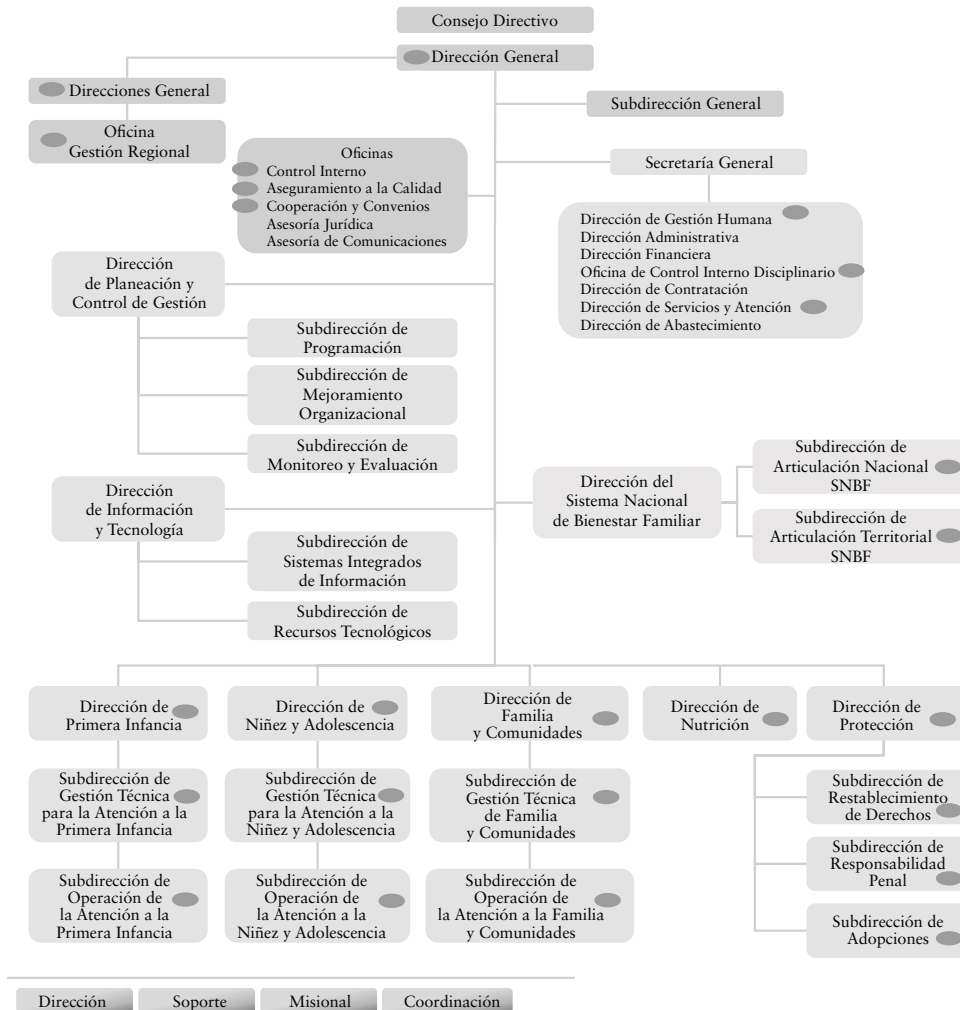 Consejo Directivo
Dirección General
Direcciones General
Oficina
Gestión Regional
Subdirección General
Oficinas
Control Interno
Aseguramiento a la Calidad
Cooperación y Convenios
Asesoría Jurídica
Asesoría de Comunicaciones
Secretaría General
Dirección de Gestión Humana
Dirección Administrativa
Dirección Financiera
Oficina de Control Interno Disciplinario
Dirección de Contratación
Dirección de Servicios y Atención
Dirección de Abastecimiento
Dirección
de Planeación y
Control de Gestión
Subdirección de
Programación
Subdirección de
Mejoramiento
Organizacional
Subdirección de
Monitoreo y Evaluación
Dirección
de Información
y Tecnología
Subdirección de
Sistemas Integrados
de Información
Subdirección de
Recursos Tecnológicos
Dirección del
Sistema Nacional
de Bienestar Familiar
Subdirección de
Articulación Nacional
SNBF
Subdirección de
Articulación Territorial
SNBF
Dirección de
Primera Infancia
Subdirección de
Gestión Técnica
para la Atención a la
Primera Infancia
Subdirección de
Operación de
la Atención a la
Primera Infancia
Dirección de
Niñez y Adolescencia
Subdirección de
Gestión Técnica
para la Atención a la
Niñez y Adolescencia
Subdirección de
Operación de
la Atención a la
Niñez y Adolescencia
Dirección de
Familia
y Comunidades
Subdirección de
Gestión Técnica
de Familia
y Comunidades
Subdirección de
Operación de
la Atención a la Familia
y Comunidades
Dirección de
Nutrición
Dirección de
Protección
Subdirección de
Restablecimiento
de Derechos
Subdirección de
Responsabilidad
Penal
Subdirección de
Adopciones
Dirección
Soporte
Misional
Coordinación